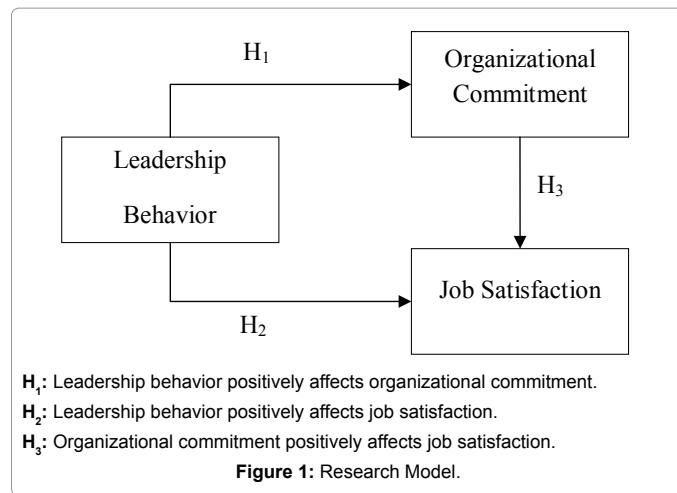 H₁
Organizational
Commitment
Leadership
Behavior
H₃
Job Satisfaction
H₂
H₁: Leadership behavior positively affects organizational commitment.
H₂: Leadership behavior positively affects job satisfaction.
H₃: Organizational commitment positively affects job satisfaction.
Figure 1: Research Model.